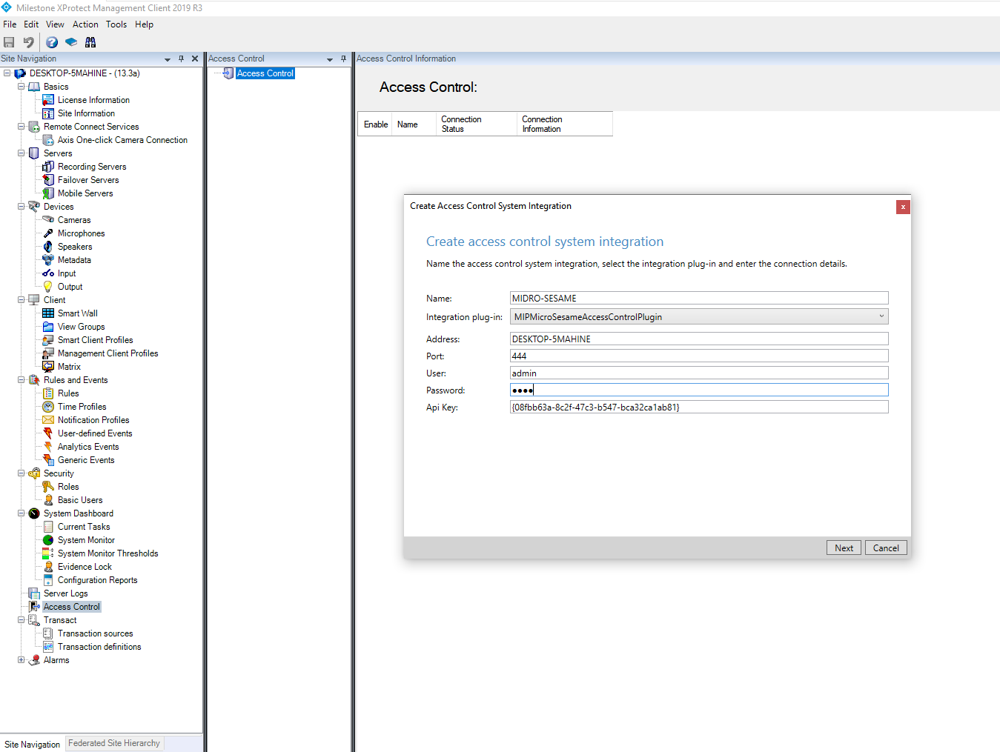 Milestone XProtect Management Client 2019 R3
File Edit View Action Tools Help
Site Navigation
DESKTOP-5MAHINE - (13.3a)
Basics
License Information
Site Information
Remote Connect Services
Axis One-click Camera Connection
Servers
Recording Servers
Failover Servers
Mobile Servers
Devices
Cameras
Microphones
Speakers
Metadata
Input
Output
Client
Smart Wall
View Groups
Smart Client Profiles
Management Client Profiles
Matrix
Rules and Events
Rules
Time Profiles
Notification Profiles
User-defined Events
Analytics Events
Generic Events
Security
Roles
Basic Users
System Dashboard
Current Tasks
System Monitor
System Monitor Thresholds
Evidence Lock
Configuration Reports
Server Logs
Access Control
Transact
Transaction sources
Transaction definitions
Alarms
Site Navigation Federated Site Hierarchy
Access Control
Access Control
Access Control Information
Access Control:
Enable Name Connection Status Connection Information
Create Access Control System Integration
Create access control system integration
Name the access control system integration, select the integration plug-in and enter the connection details.
Name: MIDRO-SESAME
Integration plug-in: MIPMicroSesameAccessControlPlugin
Address: DESKTOP-5MAHINE
Port: 444
User: admin
Password: ●●●●
Api Key: {08fbb63a-8c2f-47c3-b547-bca32ca1ab81}
Next Cancel